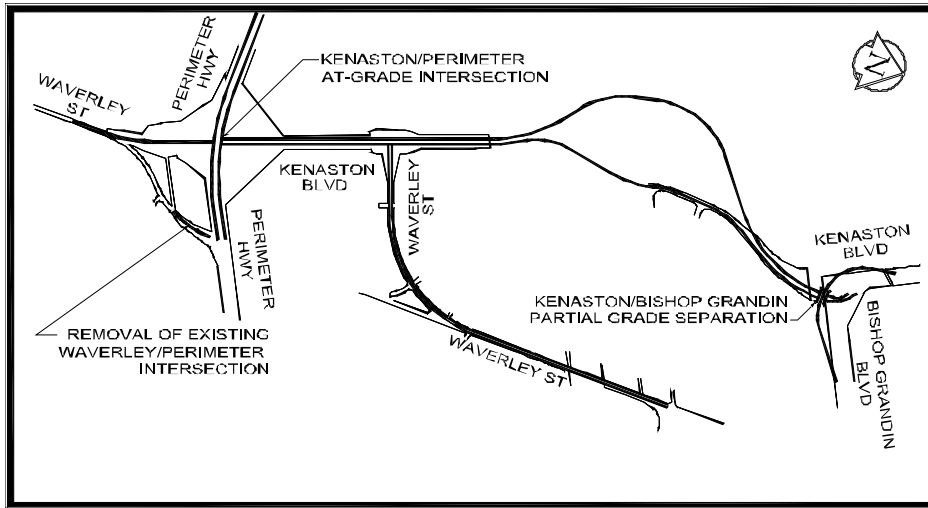 KENASTON/PERIMETER
AT-GRADE INTERSECTION
PERIMETER
HWY
WAVERLEY
ST
N
KENASTON
BLVD
WAVERLEY
ST
PERIMETER
HWY
KENASTON
BLVD
KENASTON/BISHOP GRANDIN
PARTIAL GRADE SEPARATION
REMOVAL OF EXISTING
WAVERLEY/PERIMETER
INTERSECTION
WAVERLEY ST
BISHOP GRANDIN
BLVD